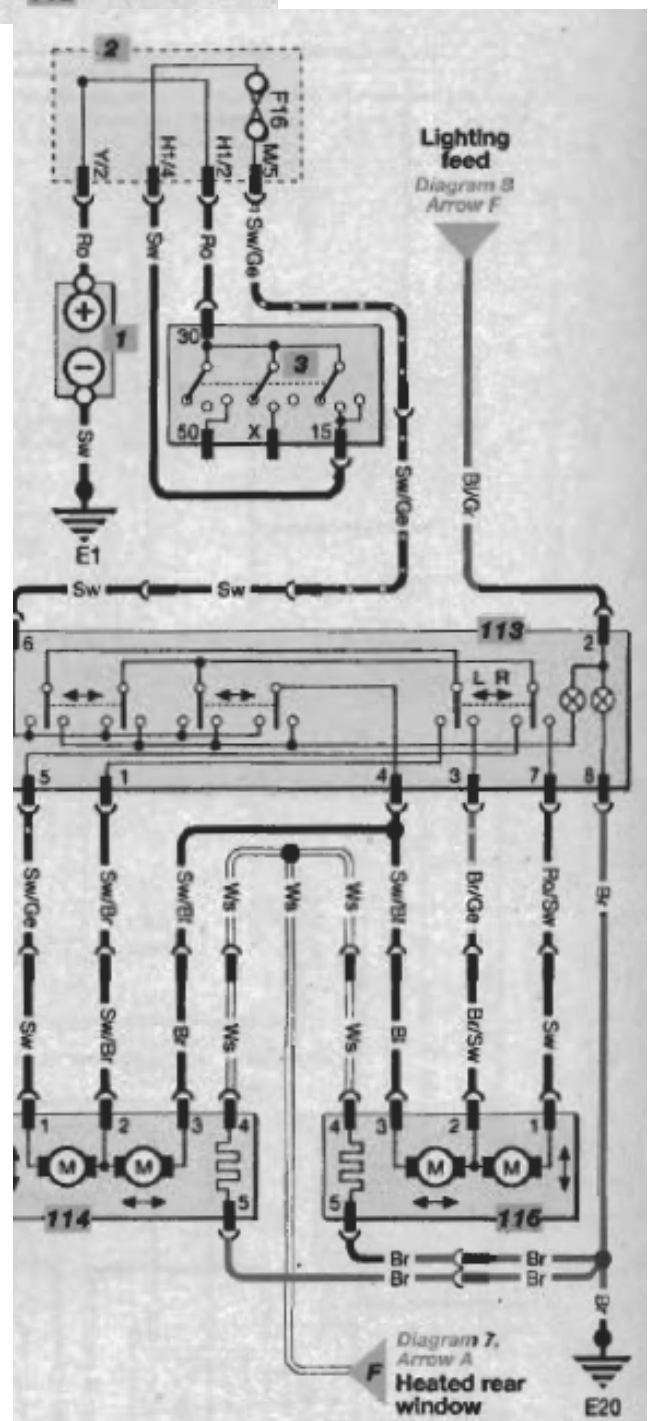 2
F16
Y/2
H1/4
H1/2
M/5
Lighting
feed
Diagram 8
Arrow F
Ro
Sw
Ro
Sw/Ge
1
30
3
50
X
15
Sw
E1
Sw/Ge
Bl/Gr
Sw
Sw
6
113
2
L R
5
1
4
3
7
8
Sw/Ge
Sw/Br
Sw/Bl
Ws
Ws
Ws
Sw/Bl
Br/Ge
Ro/Sw
Br
Sw
Sw/Br
Br
Ws
Ws
Bl
Br/Sw
Sw
1
2
3
4
4
3
2
1
M
M
M
M
5
5
114
115
Br
Br
Br
Br
Br
Diagram 7,
Arrow A
F
Heated rear
window
E20